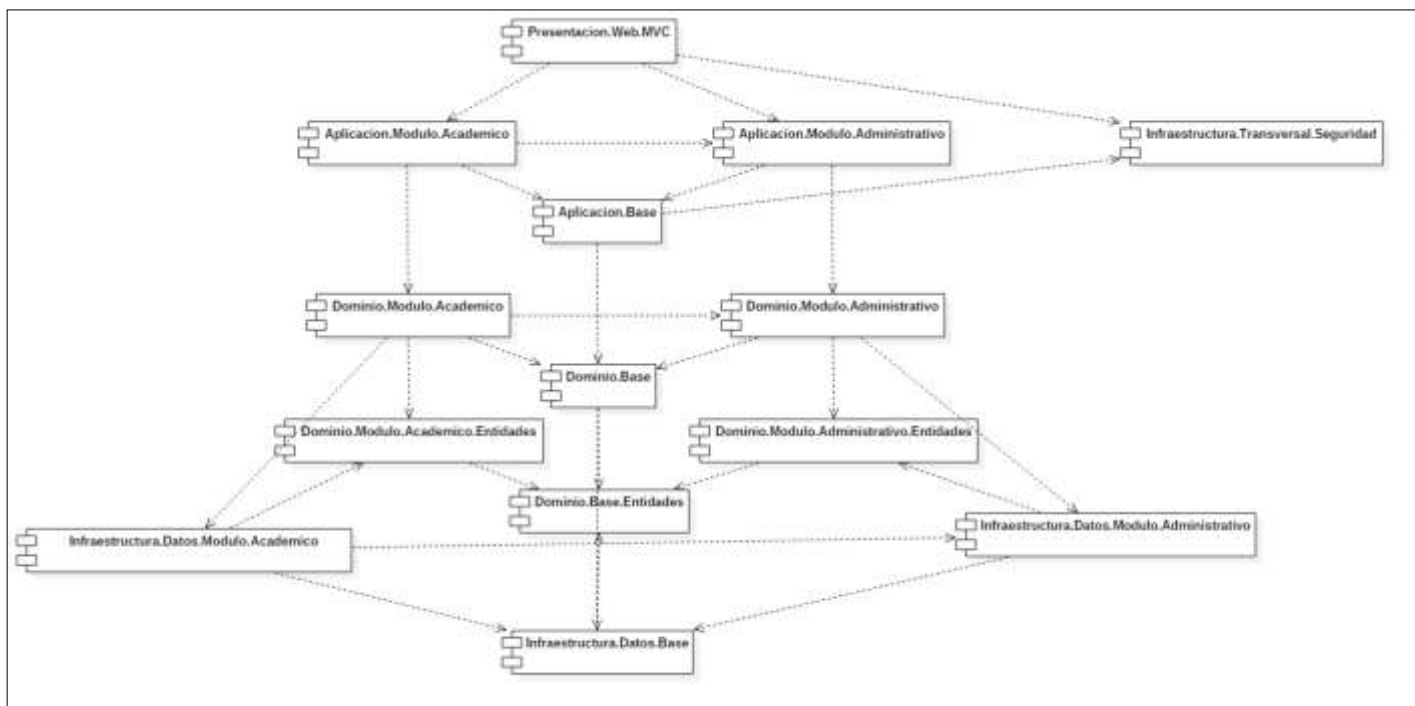 Presentacion.Web.MVC
Aplicacion.Modulo.Academico
Aplicacion.Modulo.Administrativo
Infraestructura.Transversal.Seguridad
Aplicacion.Base
Dominio.Modulo.Academico
Dominio.Modulo.Administrativo
Dominio.Base
Dominio.Modulo.Academico.Entidades
Dominio.Modulo.Administrativo.Entidades
Dominio.Base.Entidades
Infraestructura.Datos.Modulo.Academico
Infraestructura.Datos.Modulo.Administrativo
Infraestructura.Datos.Base